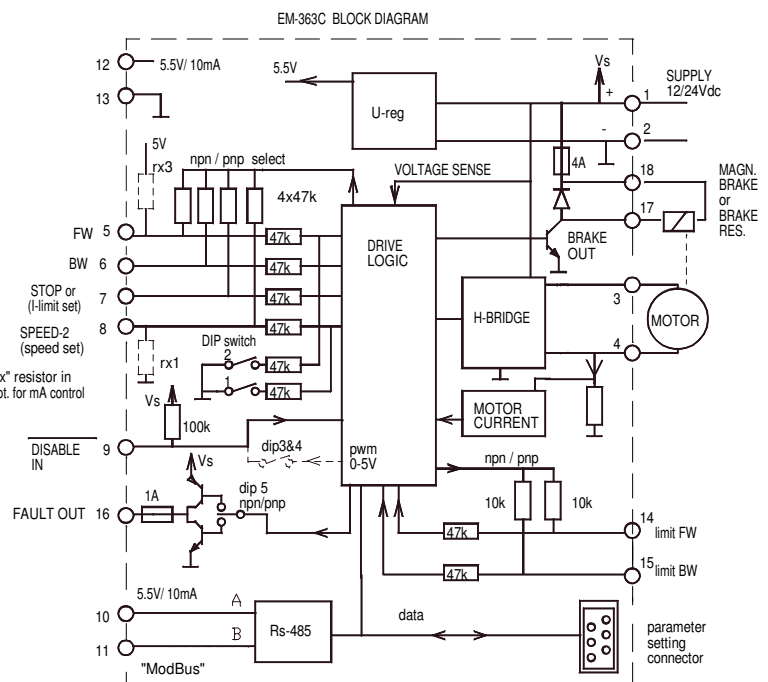 EM-363C BLOCK DIAGRAM
12
5.5V/ 10mA
13
5.5V
U-reg
Vs
+
-
1
2
SUPPLY
12/24Vdc
5V
rx3
npn / pnp select
4x47k
VOLTAGE SENSE
4A
18
17
MAGN.
BRAKE
or
BRAKE
RES.
BRAKE
OUT
FW 5
BW 6
STOP or
(I-limit set)
7
SPEED-2
(speed set)
8
47k
47k
47k
47k
47k
47k
DRIVE
LOGIC
H-BRIDGE
3
4
MOTOR
DIP switch
2
1
rx1
x" resistor in
pt. for mA control
Vs
100k
MOTOR
CURRENT
DISABLE
IN
9
dip3&4
pwm
0-5V
Vs
FAULT OUT 16
1A
dip 5
npn/pnp
npn / pnp
10k
10k
47k
47k
14
limit FW
15
limit BW
5.5V/ 10mA
10
A
11
B
Rs-485
"ModBus"
data
parameter
setting
connector